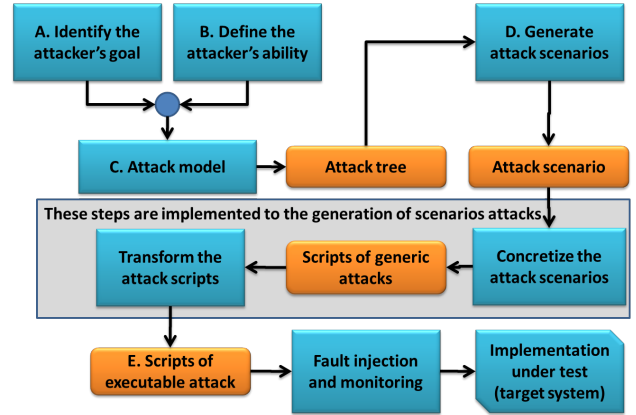 A. Identify the
attacker's goal
B. Define the
attacker's ability
D. Generate
attack scenarios
C. Attack model
Attack tree
Attack scenario
These steps are implemented to the generation of scenarios attacks
Transform the
attack scripts
Scripts of generic
attacks
Concretize the
attack scenarios
E. Scripts of
executable attack
Fault injection
and monitoring
Implementation
under test
(target system)